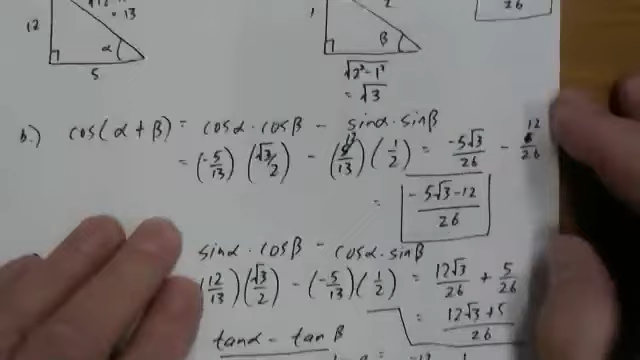 12
= 13
α
5
1
2
β
√2²-1²
= √3
26
b.) cos(α+β) = cosα·cosβ - sinα·sinβ
= (-5/13) (√3/2) - (12/13) (1/2) = -5√3/26 - 12/26
= -5√3-12/26
sinα·cosβ - cosα·sinβ
(12/13) (√3/2) - (-5/13) (1/2) = 12√3/26 + 5/26
= 12√3+5/26
tanα - tanβ